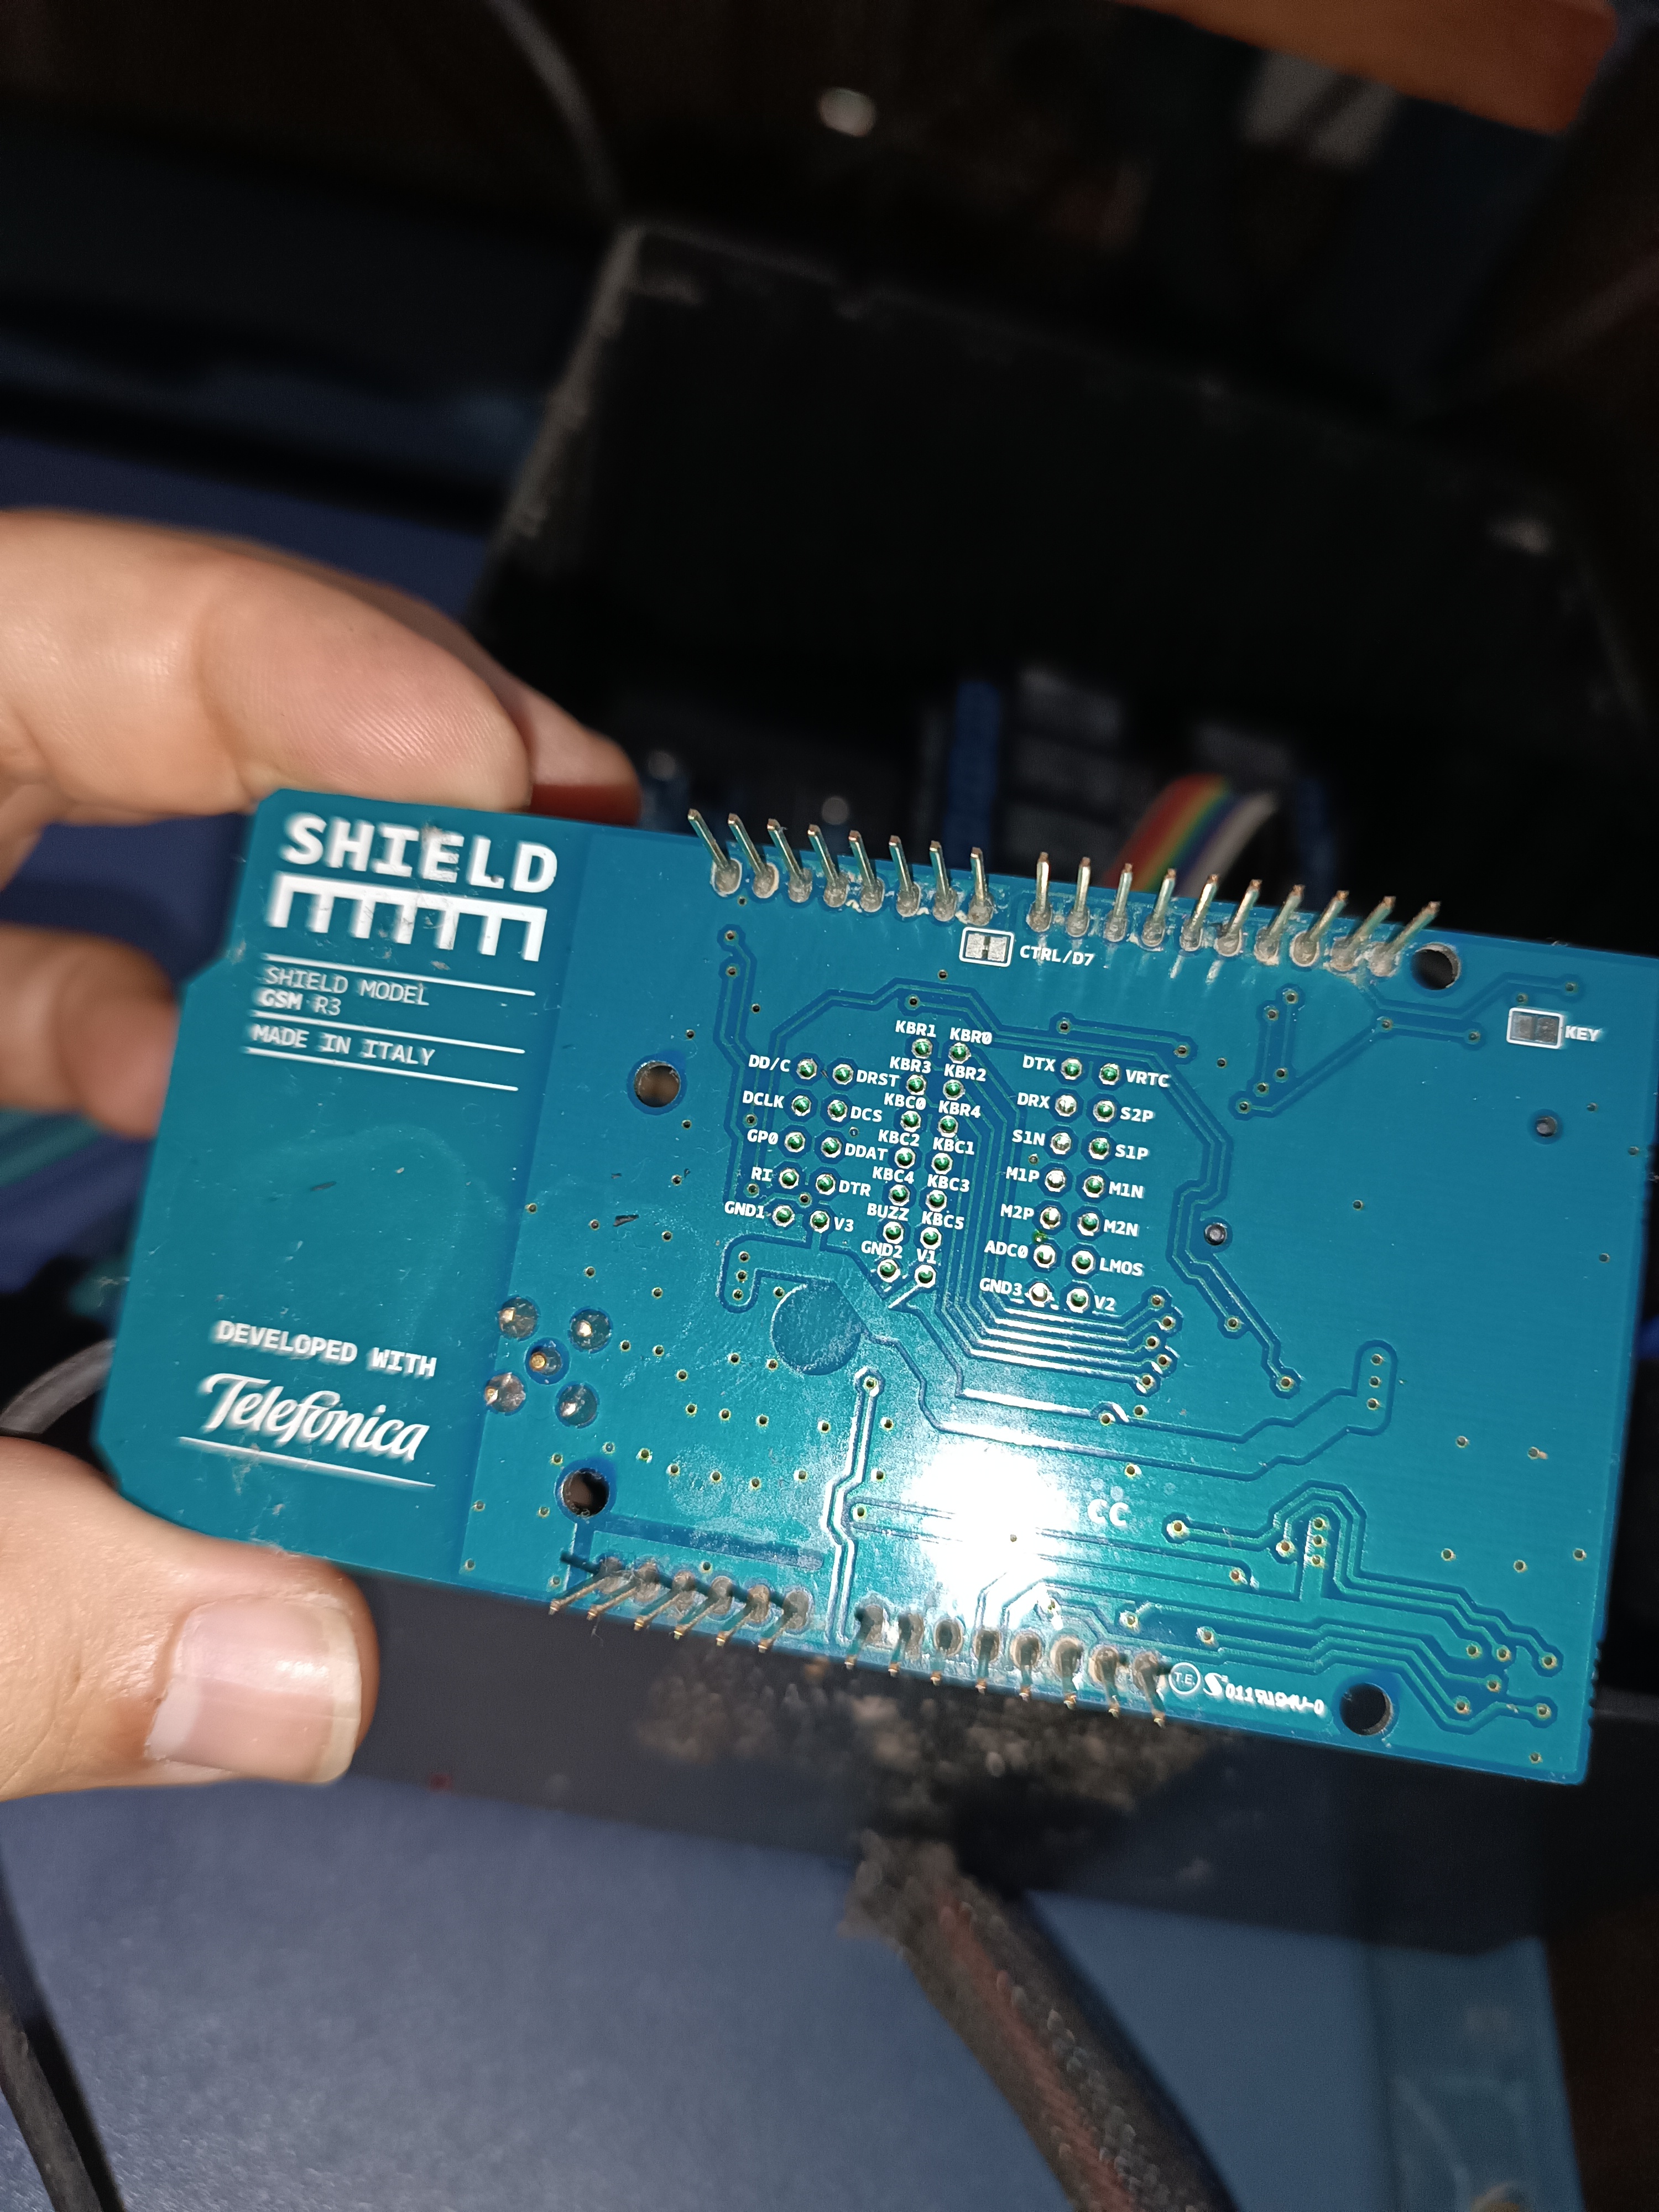 SHIELD
SHIELD MODEL
GSM R3
MADE IN ITALY
DEVELOPED WITH
Telefónica
CTRL/D7
KEY
KBR1 KBR0
KBR3 KBR2
KBC0 KBR4
KBC2 KBC1
KBC4 KBC3
BUZZ KBC5
GND2 V1
DD/C DRST
DCLK DCS
GP0 DDAT
RI DTR
GND1 V3
DTX VRTC
DRX S2P
S1N S1P
M1P M1N
M2P M2N
ADC0 LMOS
GND3 V2
CC
T.E.